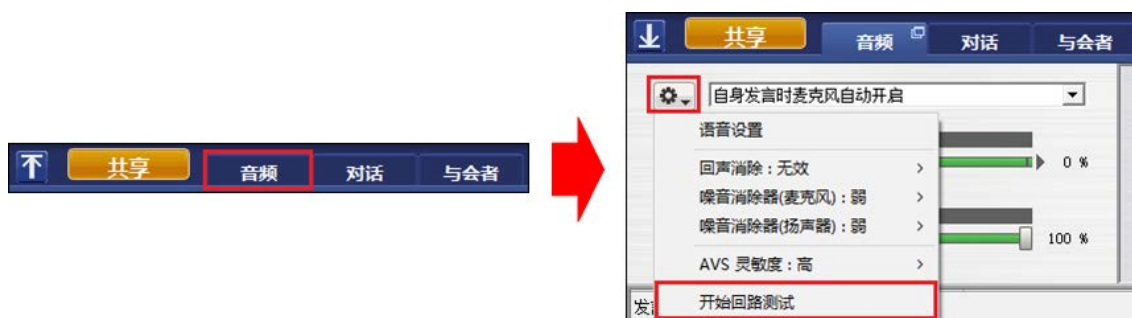 共享 音频 对话 与会者
共享 音频 对话 与会者
自身发言时麦克风自动开启
语音设置
回声消除:无效
0 %
噪音消除器(麦克风):弱
噪音消除器(扬声器):弱
100 %
AVS 灵敏度:高
开始回路测试
发